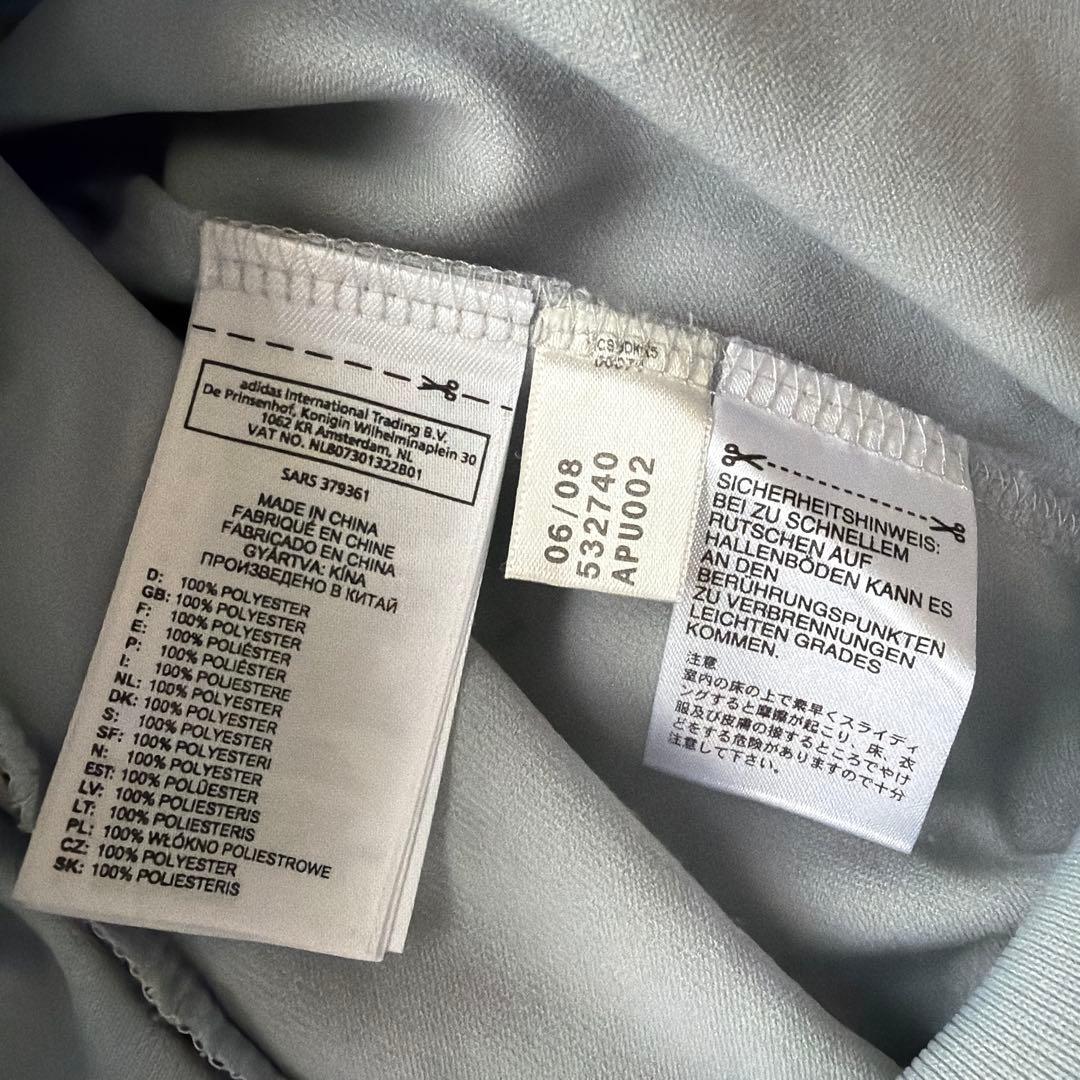 adidas International Trading B.V.
De Prinsenhof, Konigin Wilhelminaplein 30
1062 KR Amsterdam, NL
VAT NO. NL807301322B01
SARS 379361
MADE IN CHINA
FABRIQUÉ EN CHINE
FABRICADO EN CHINA
GYÁRTVA: KÍNA
ПРОИЗВЕДЕНО В КИТАЙ
D: 100% POLYESTER
GB: 100% POLYESTER
F: 100% POLYESTER
E: 100% POLIÉSTER
P: 100% POLIÉSTER
I: 100% POLIESTERE
NL: 100% POLYESTER
DK: 100% POLYESTER
S: 100% POLYESTER
SF: 100% POLYESTERI
N: 100% POLYESTER
EST: 100% POLÜESTER
LV: 100% POLIESTERIS
LT: 100% POLIESTERIS
PL: 100% WŁÓKNO POLIESTROWE
CZ: 100% POLYESTER
SK: 100% POLIESTERIS
06/08
532740
APU002
SICHERHEITSHINWEIS:
BEI ZU SCHNELLEM
RUTSCHEN AUF
HALLENBÖDEN KANN ES
AN DEN
BERÜHRUNGSPUNKTEN
ZU VERBRENNUNGEN
LEICHTEN GRADES
KOMMEN.
注意
室内の床の上で素早くスライディ
ングすると摩擦が起こり、床、衣
服及び皮膚の接するところでやけ
どをする危険がありますので十分
注意して下さい。